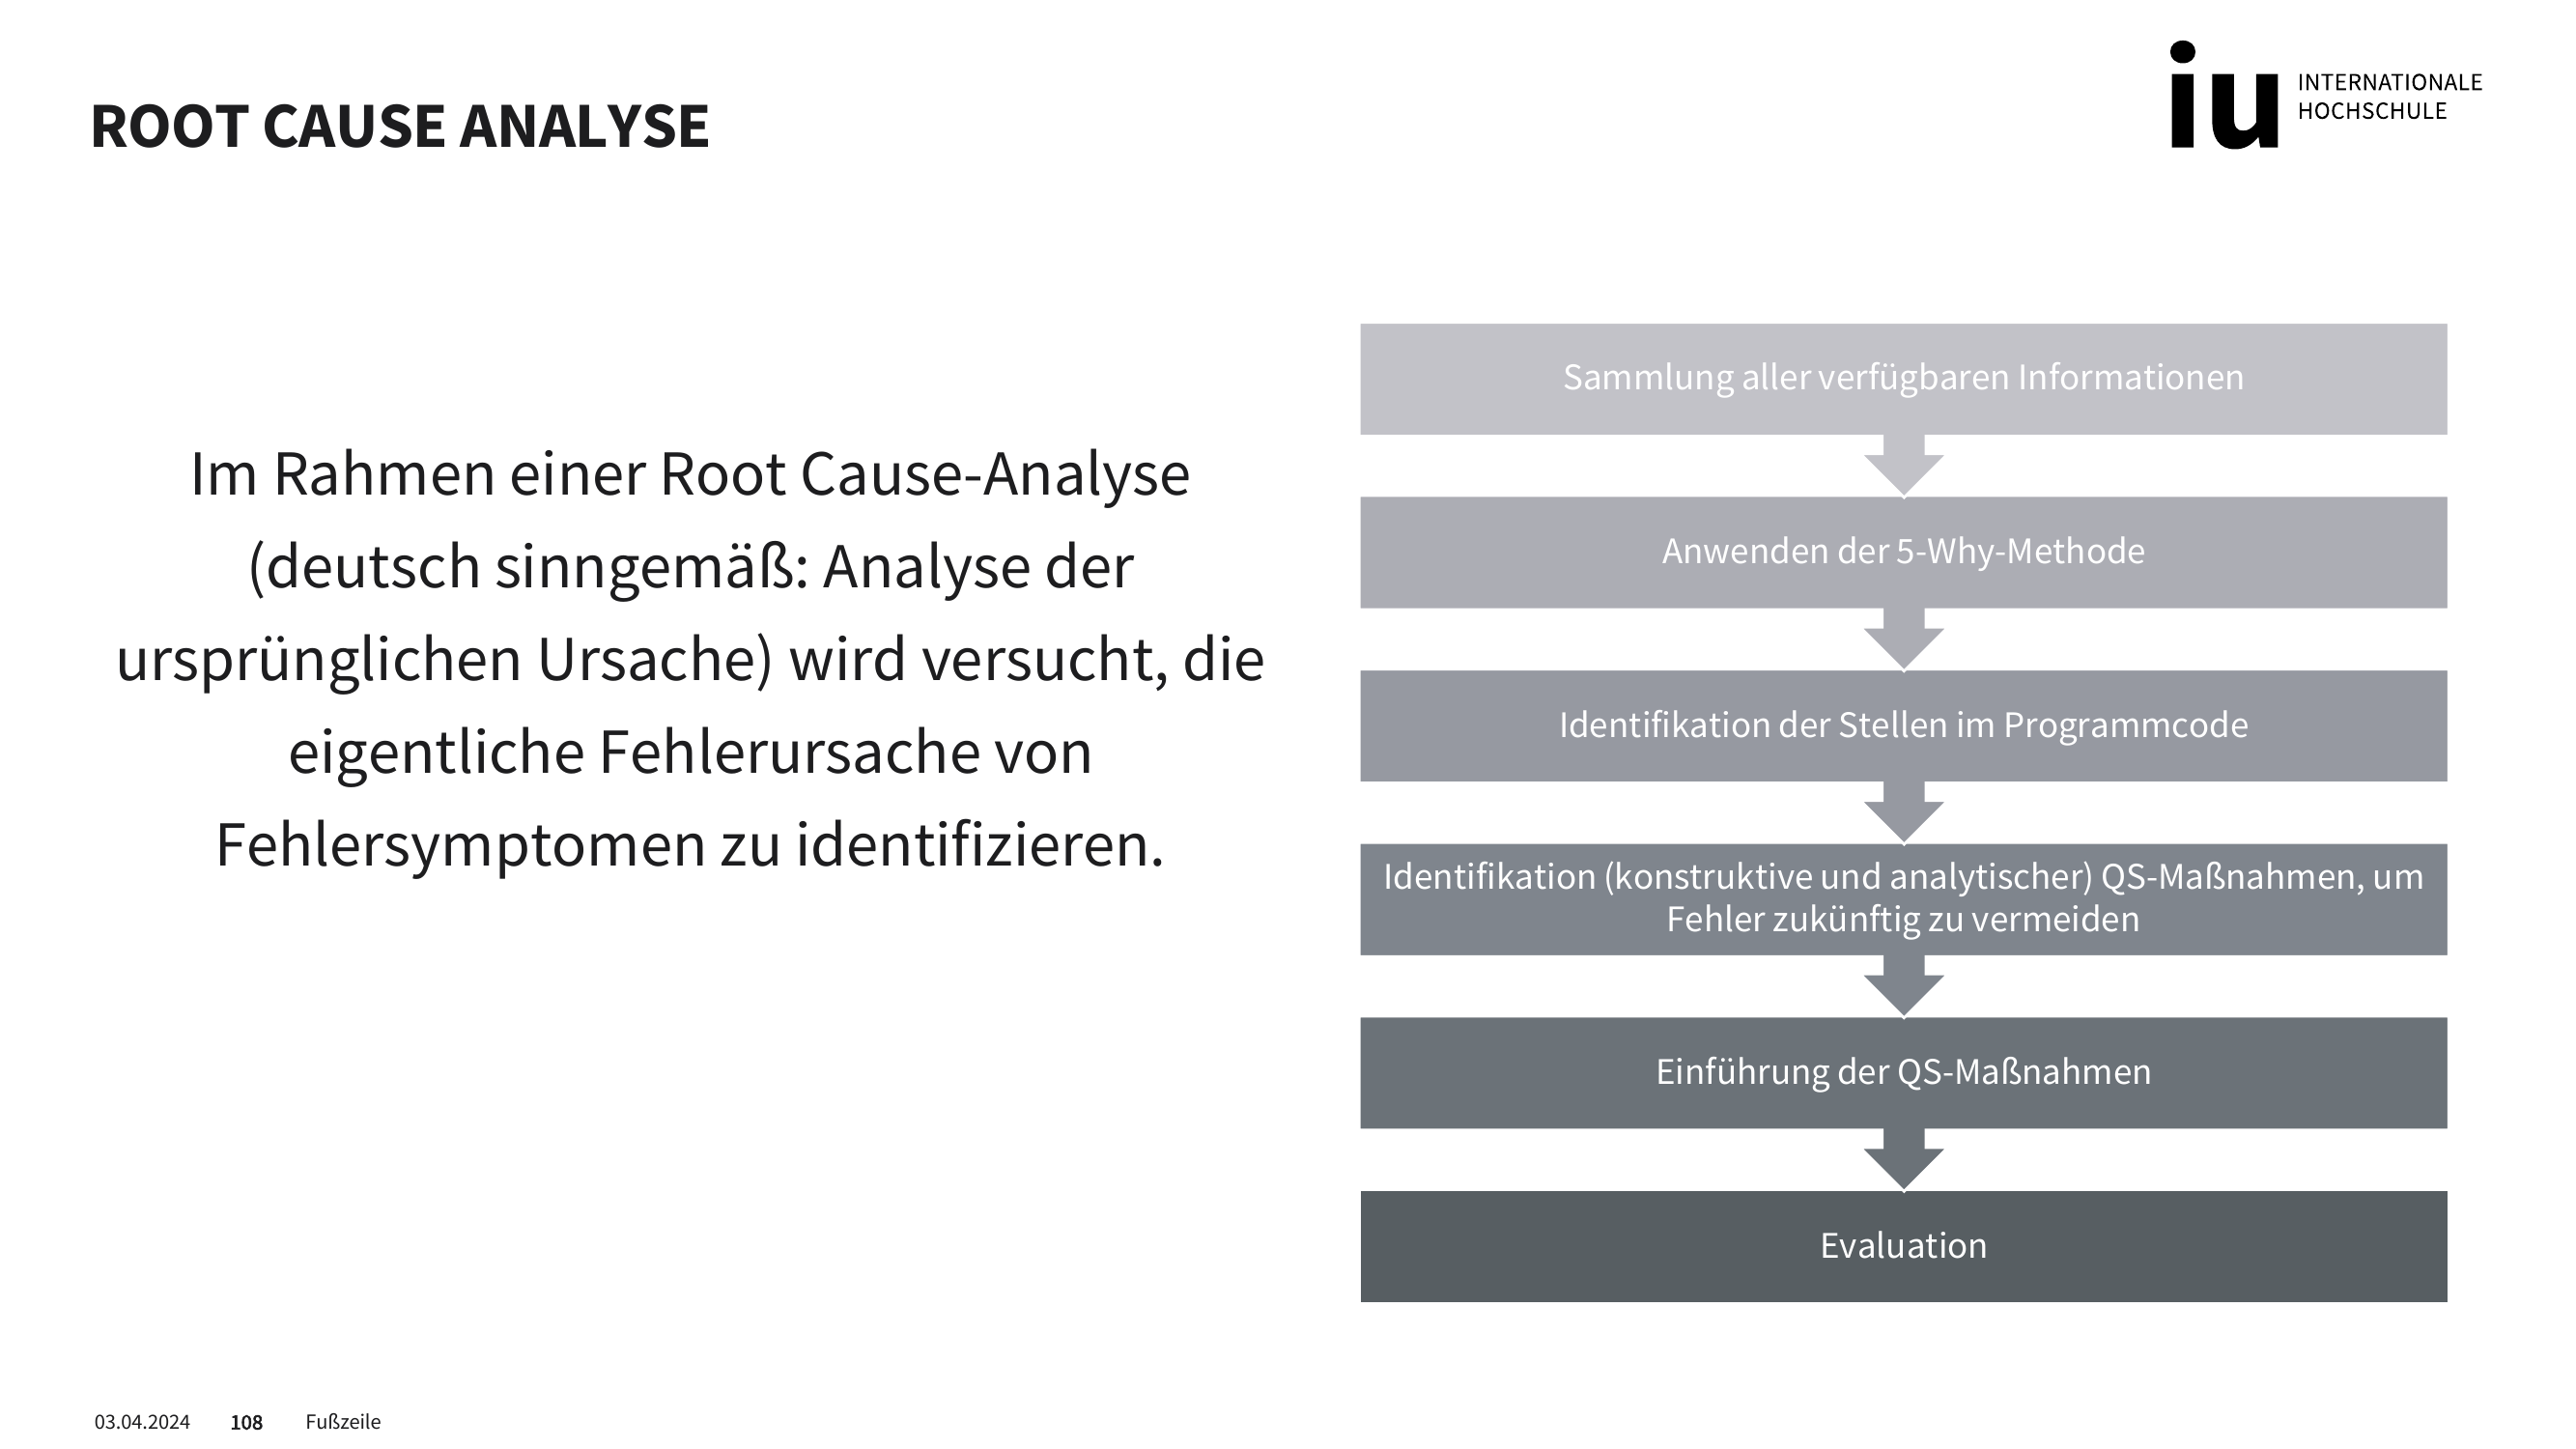 ROOT CAUSE ANALYSE
iu
INTERNATIONALE
HOCHSCHULE
Im Rahmen einer Root Cause-Analyse
(deutsch sinngemäß: Analyse der
ursprünglichen Ursache) wird versucht, die
eigentliche Fehlerursache von
Fehlersymptomen zu identifizieren.
Sammlung aller verfügbaren Informationen
Anwenden der 5-Why-Methode
Identifikation der Stellen im Programmcode
Identifikation (konstruktive und analytischer) QS-Maßnahmen, um
Fehler zukünftig zu vermeiden
Einführung der QS-Maßnahmen
Evaluation
03.04.2024 108 Fußzeile